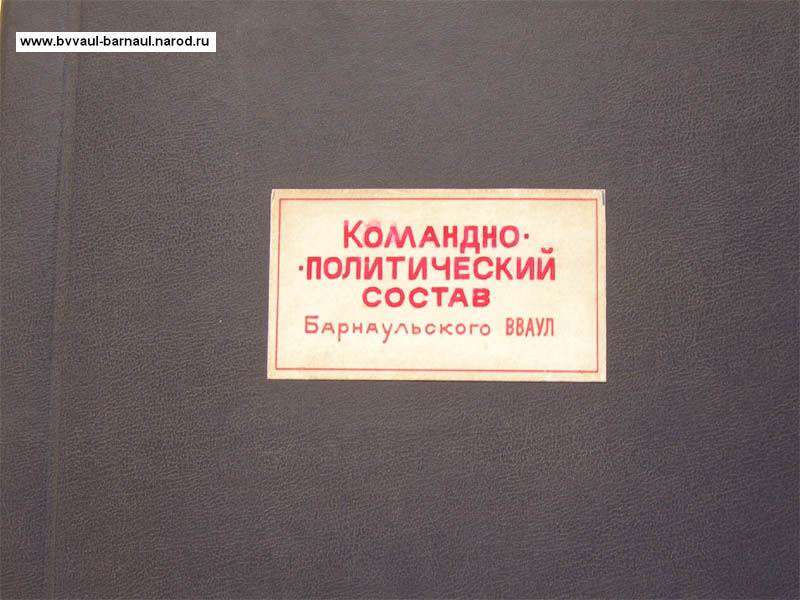 www.bvvaul-barnaul.narod.ru
КОМАНДНО-
-ПОЛИТИЧЕСКИЙ
СОСТАВ
Барнаульского ВВАУЛ